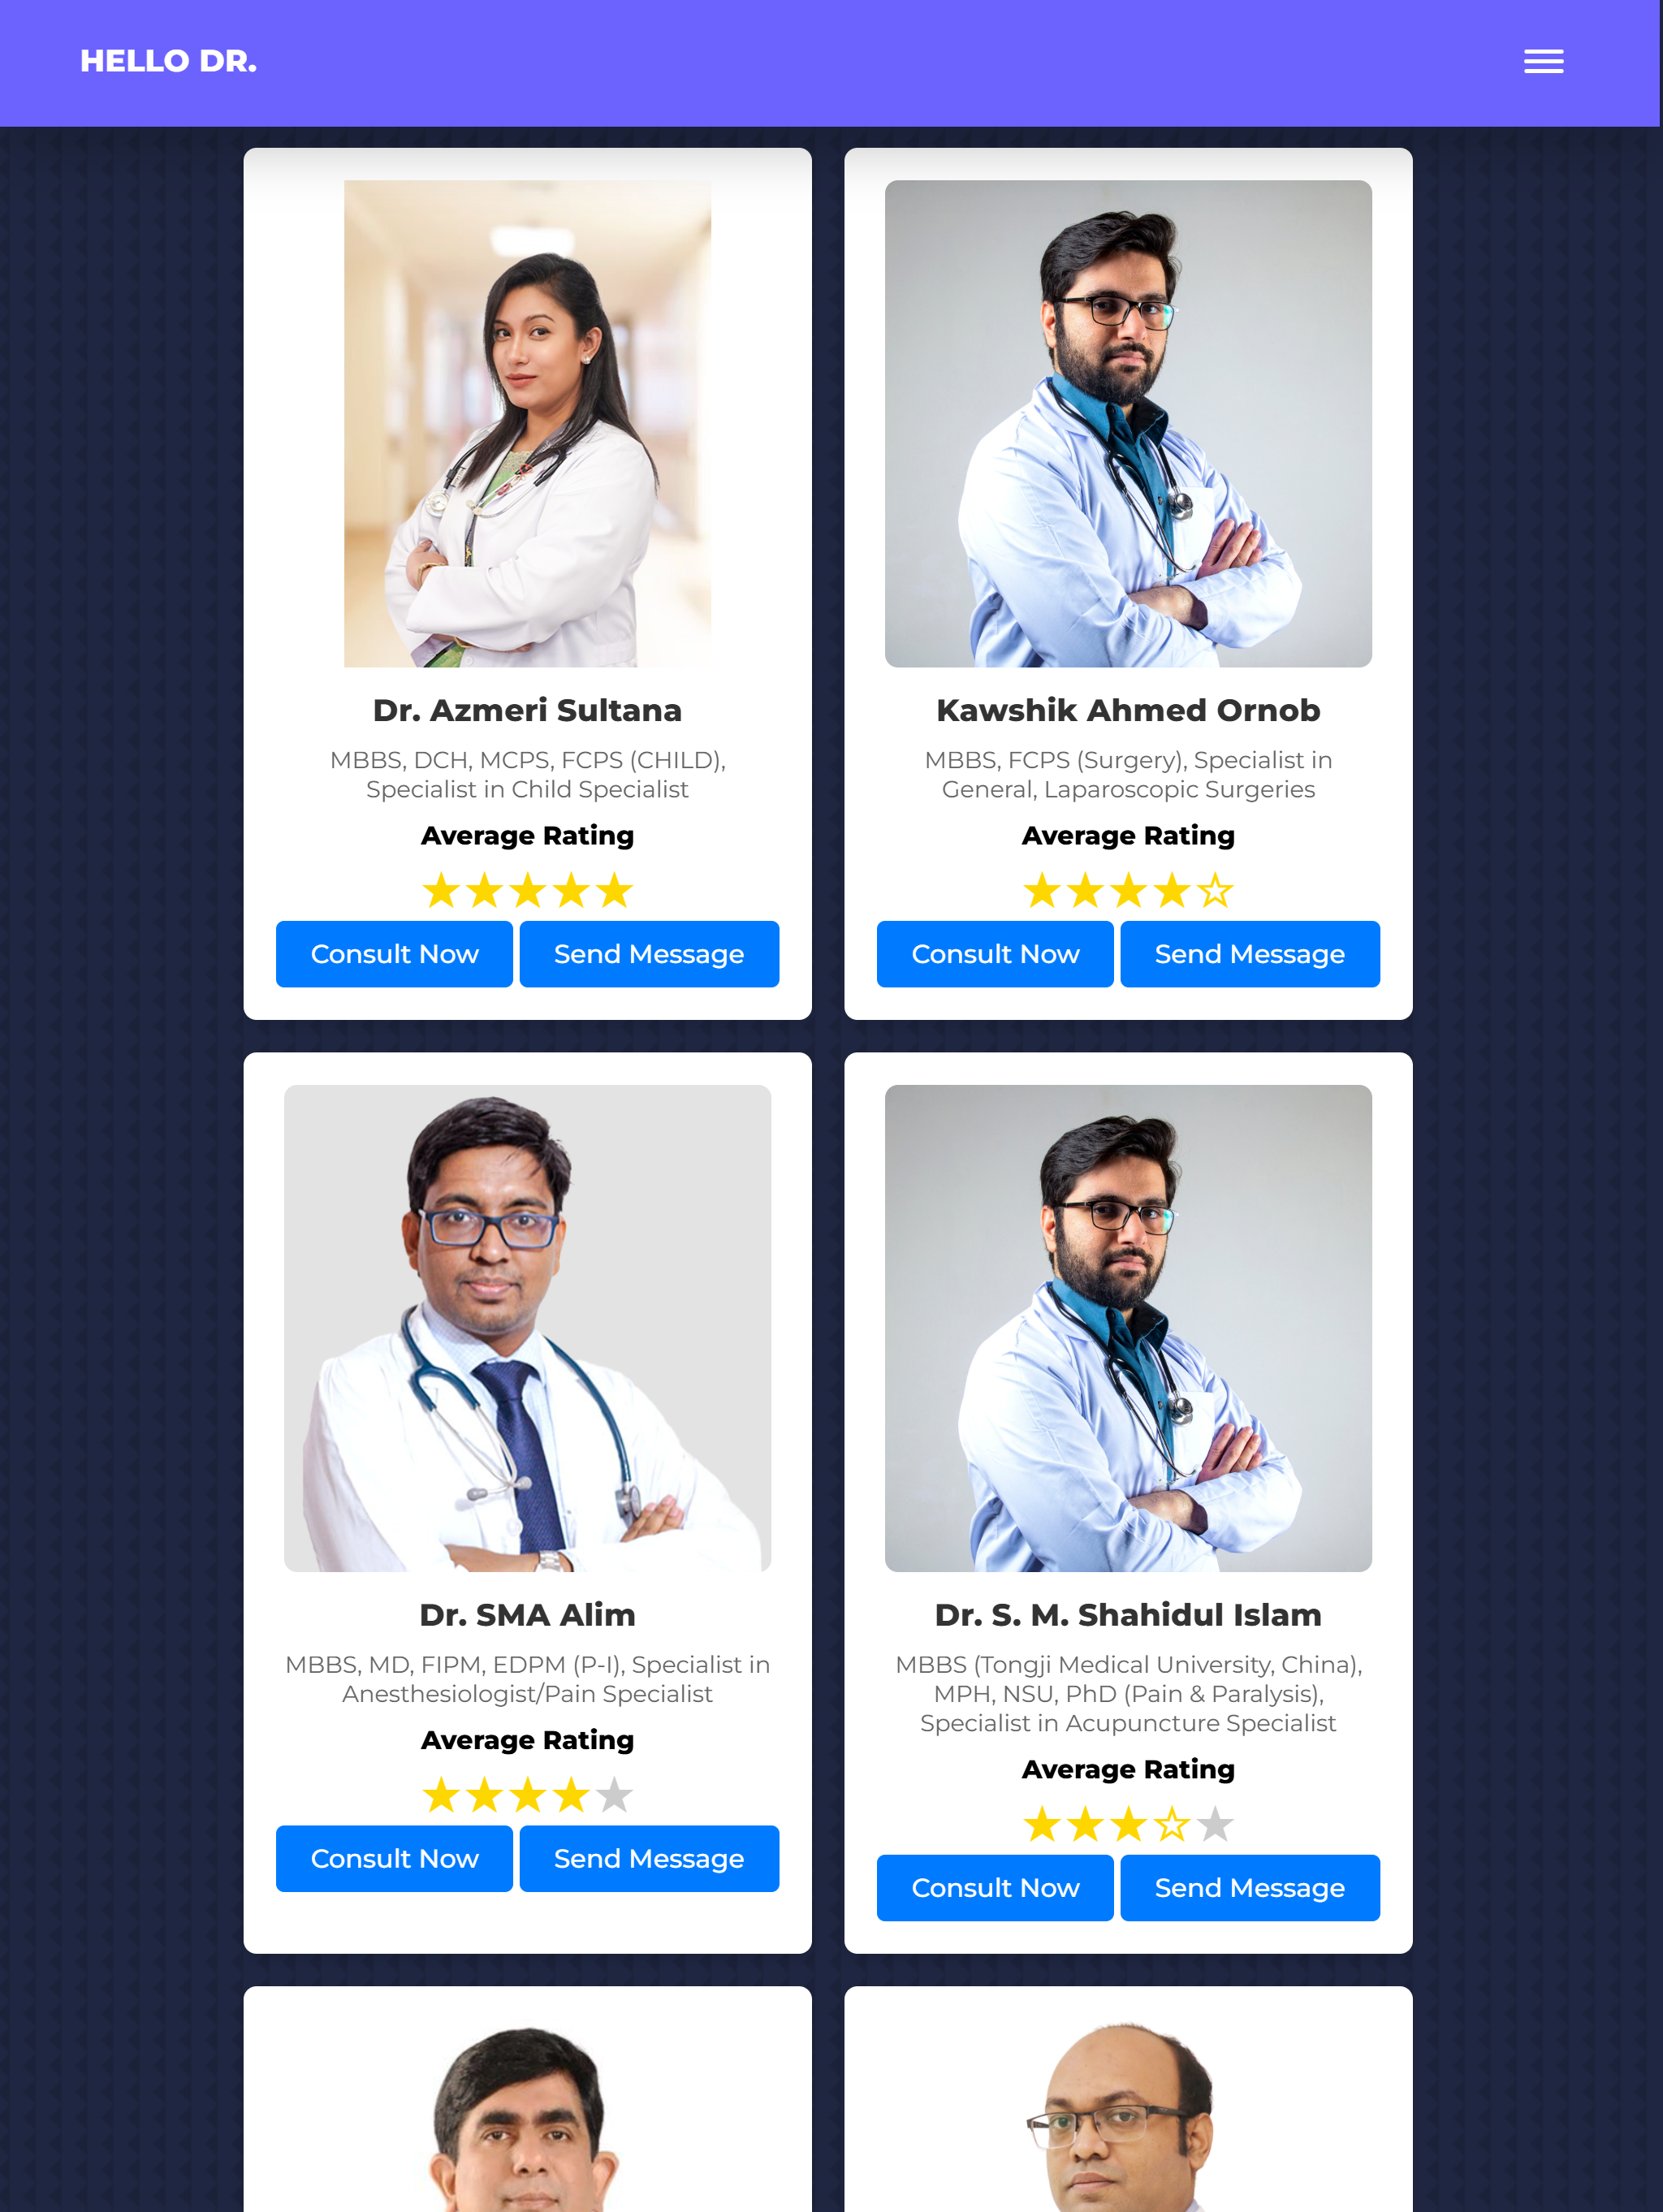 HELLO DR.
Dr. Azmeri Sultana
MBBS, DCH, MCPS, FCPS (CHILD),
Specialist in Child Specialist
Average Rating
Consult Now
Send Message
Kawshik Ahmed Ornob
MBBS, FCPS (Surgery), Specialist in
General, Laparoscopic Surgeries
Average Rating
Consult Now
Send Message
Dr. SMA Alim
MBBS, MD, FIPM, EDPM (P-I), Specialist in
Anesthesiologist/Pain Specialist
Average Rating
Consult Now
Send Message
Dr. S. M. Shahidul Islam
MBBS (Tongji Medical University, China),
MPH, NSU, PhD (Pain & Paralysis),
Specialist in Acupuncture Specialist
Average Rating
Consult Now
Send Message